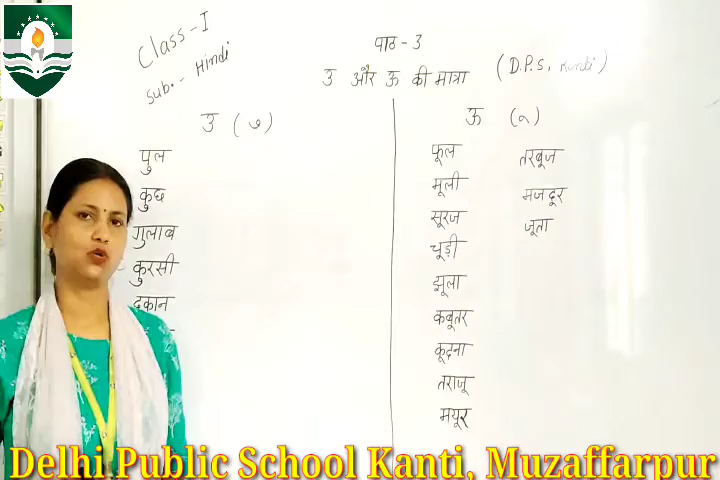 Class-I
Sub.- Hindi
पाठ - 3
उ और ऊ की मात्रा (D.P.S, Kanti)
उ ( ु )
पुल
कुछ
गुलाब
कुरसी
दुकान
ऊ ( ू )
फूल
मूली
सूरज
चूड़ी
झूला
कबूतर
कूदना
तराजू
मयूर
तरबूज
मजदूर
जूता
Delhi Public School Kanti, Muzaffarpur